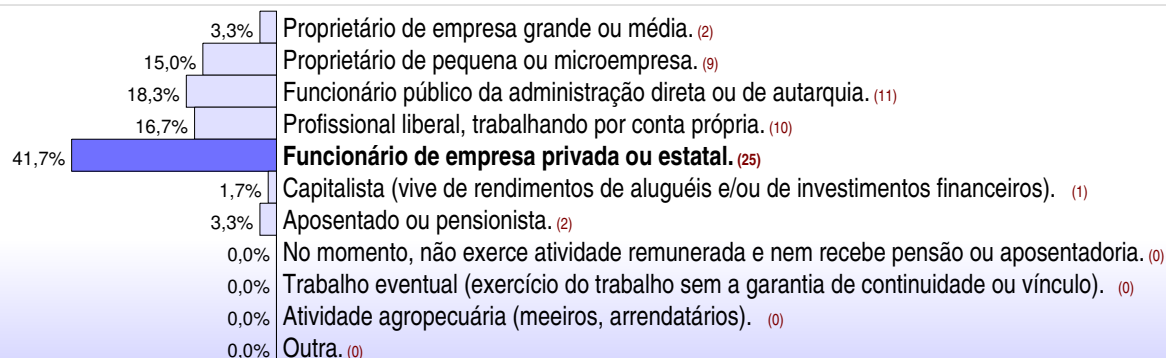 3,3% Proprietário de empresa grande ou média. (2)
15,0% Proprietário de pequena ou microempresa. (9)
18,3% Funcionário público da administração direta ou de autarquia. (11)
16,7% Profissional liberal, trabalhando por conta própria. (10)
41,7% Funcionário de empresa privada ou estatal. (25)
1,7% Capitalista (vive de rendimentos de aluguéis e/ou de investimentos financeiros). (1)
3,3% Aposentado ou pensionista. (2)
0,0% No momento, não exerce atividade remunerada e nem recebe pensão ou aposentadoria. (0)
0,0% Trabalho eventual (exercício do trabalho sem a garantia de continuidade ou vínculo). (0)
0,0% Atividade agropecuária (meeiros, arrendatários). (0)
0,0% Outra. (0)